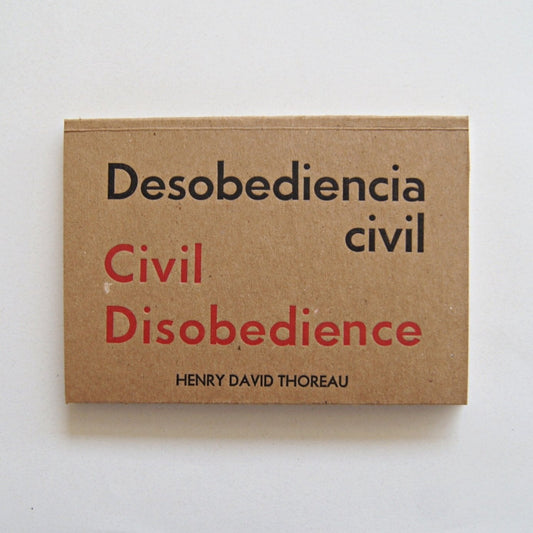 Desobediencia
civil
Civil
Disobedience
HENRY DAVID THOREAU